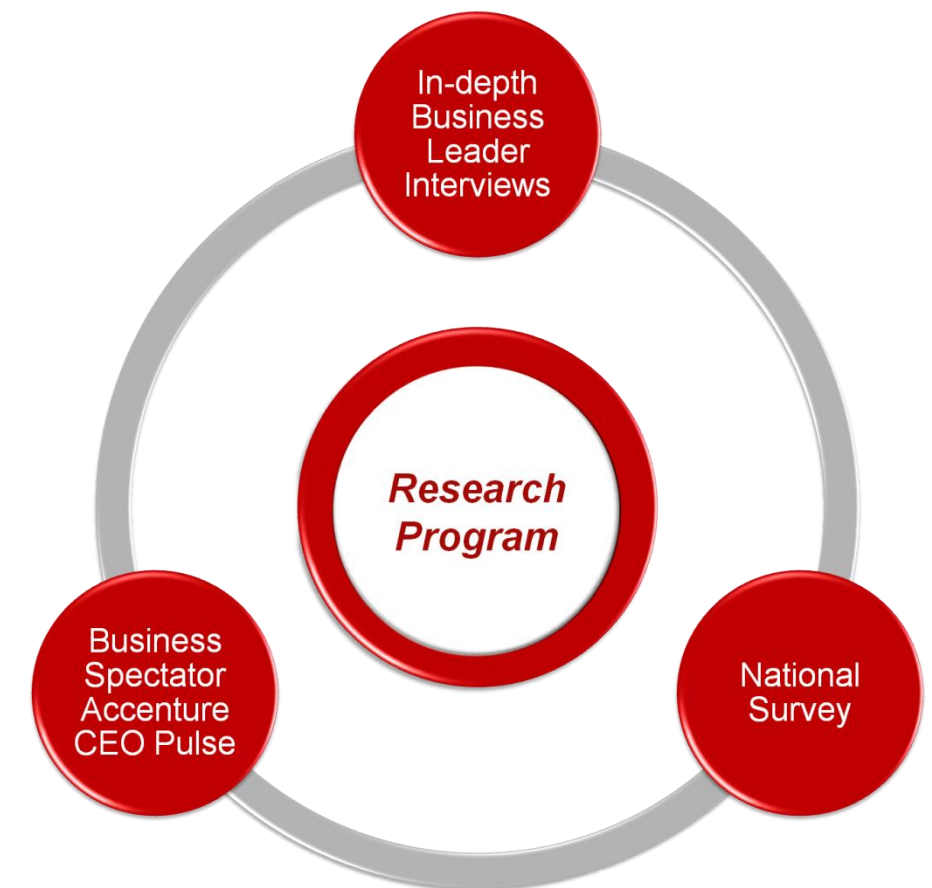 In-depth
Business
Leader
Interviews
Research
Program
Business
Spectator
Accenture
CEO Pulse
National
Survey